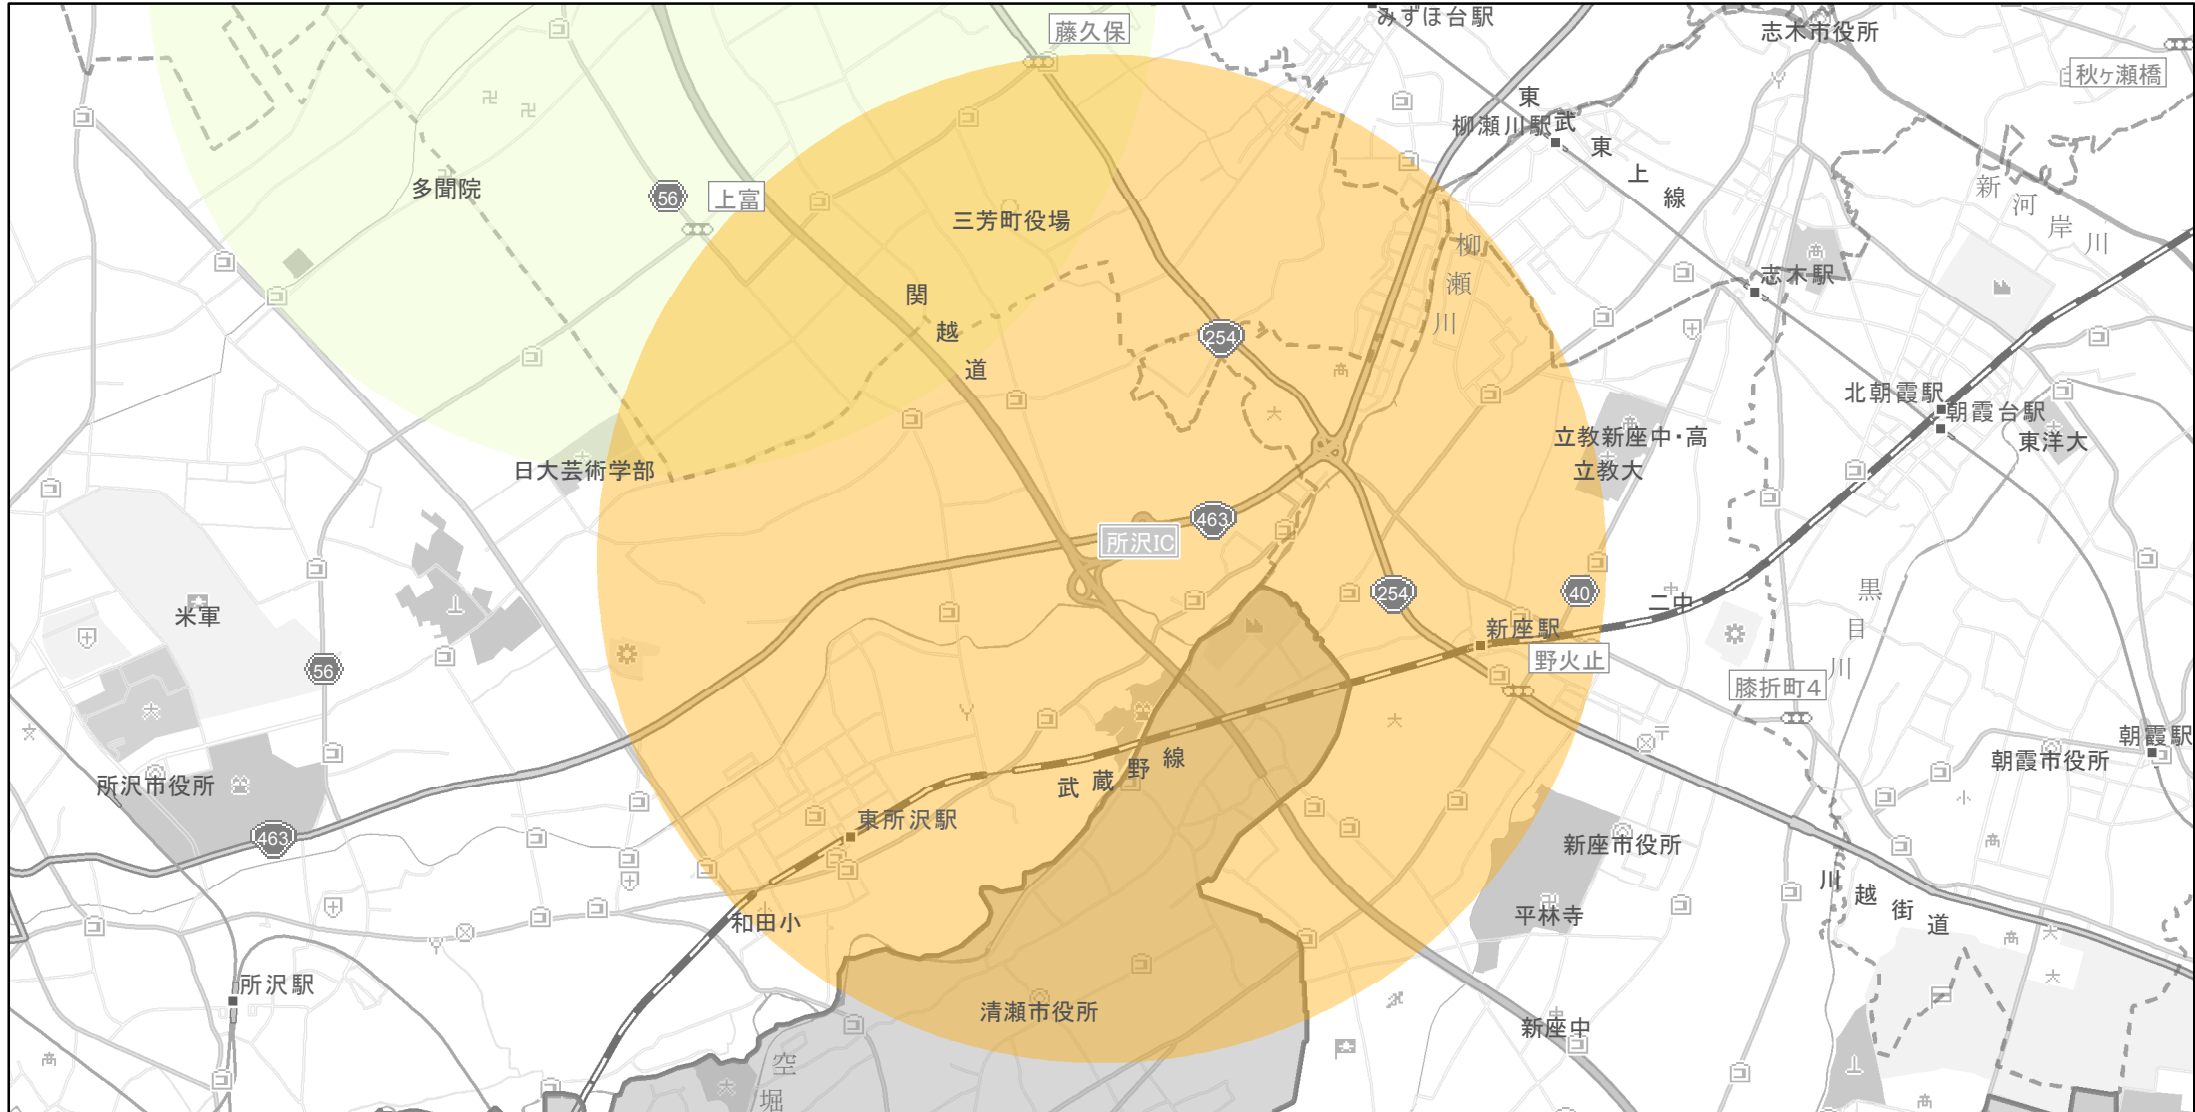 みずほ台駅
藤久保
志木市役所
秋ヶ瀬橋
柳瀬川駅
東武東上線
多聞院
56
上富
三芳町役場
新河岸川
柳瀬川
志木駅
関越道
254
北朝霞駅
朝霞台駅
東洋大
立教新座中・高
立教大
日大芸術学部
463
所沢IC
254
40
米軍
二中
黒目川
新座駅
野火止
56
膝折町4
朝霞駅
朝霞市役所
所沢市役所
武蔵野線
東所沢駅
463
新座市役所
川越街道
和田小
平林寺
所沢駅
清瀬市役所
新座中
空堀